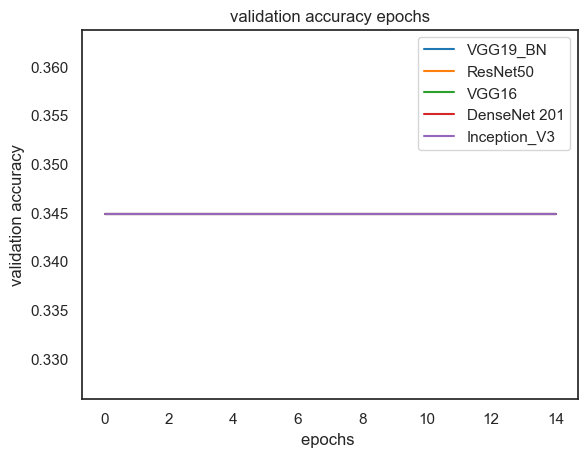 validation accuracy epochs
VGG19_BN
ResNet50
VGG16
DenseNet 201
Inception_V3
validation accuracy
0.360
0.355
0.350
0.345
0.340
0.335
0.330
0 2 4 6 8 10 12 14
epochs